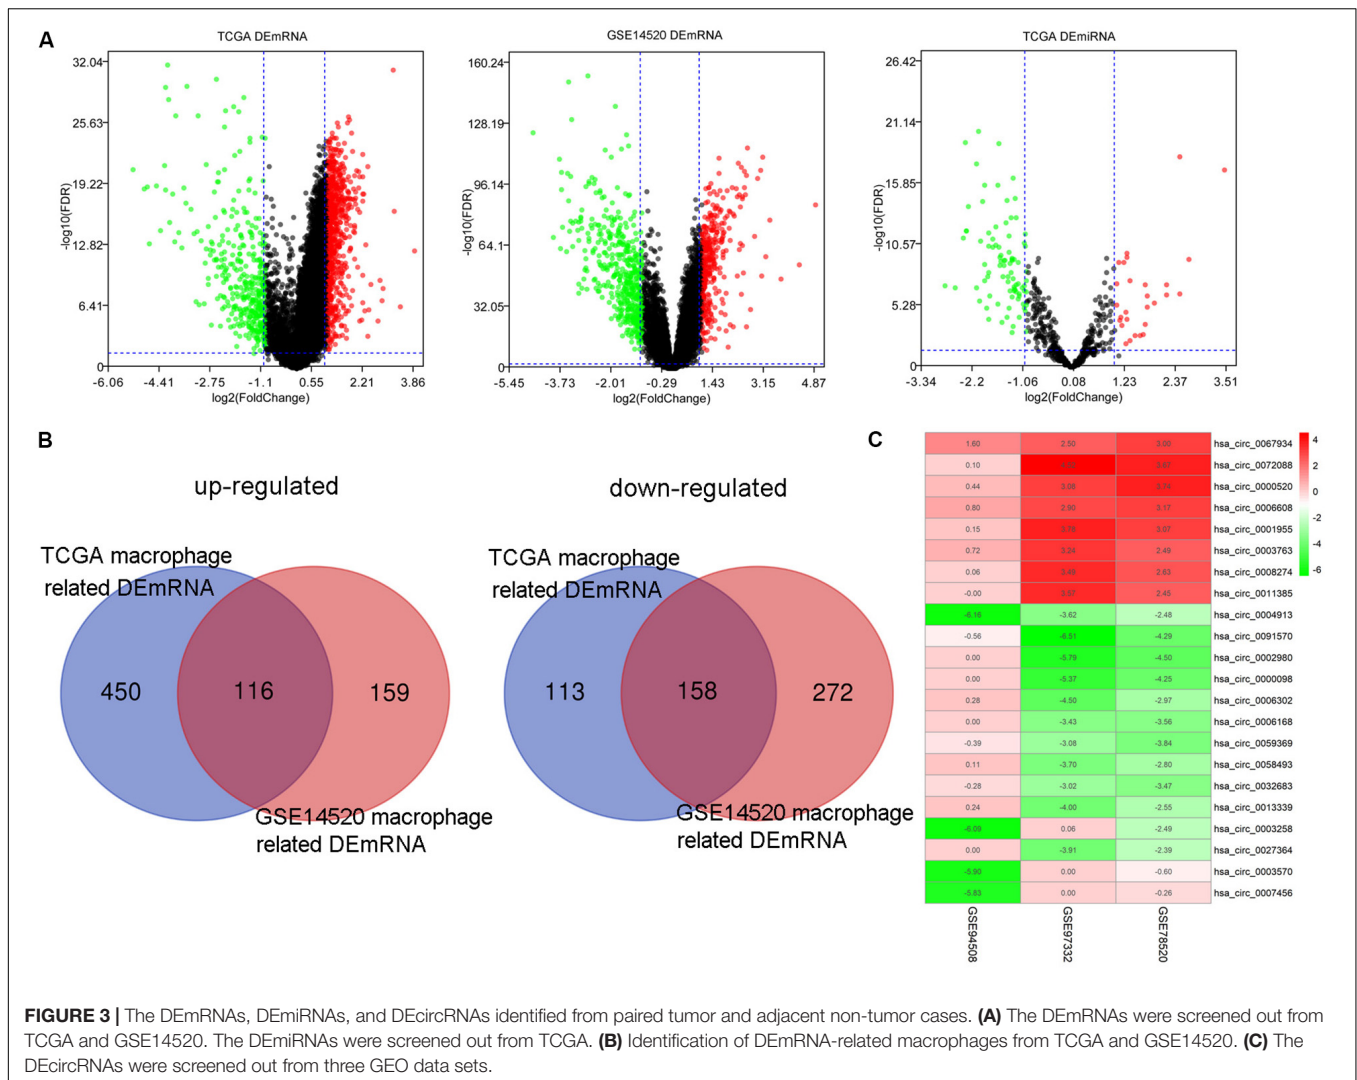 A
TCGA DEmRNA
32.04
25.63
19.22
12.82
6.41
0
-log10(FDR)
-6.06 -4.41 -2.75 -1.1 0.55 2.21 3.86
log2(FoldChange)
GSE14520 DEmRNA
160.24
128.19
96.14
64.1
32.05
0
-log10(FDR)
-5.45 -3.73 -2.01 -0.29 1.43 3.15 4.87
log2(FoldChange)
TCGA DEmiRNA
26.42
21.14
15.85
10.57
5.28
0
-log10(FDR)
-3.34 -2.2 -1.06 0.08 1.23 2.37 3.51
log2(FoldChange)
B
up-regulated
TCGA macrophage
related DEmRNA
450 116 159
GSE14520 macrophage
related DEmRNA
down-regulated
TCGA macrophage
related DEmRNA
113 158 272
GSE14520 macrophage
related DEmRNA
C
1.60 2.50 3.00 hsa_circ_0067934
0.10 hsa_circ_0072088
0.44 3.09 hsa_circ_0000520
0.80 2.90 3.17 hsa_circ_0006608
0.15 3.07 hsa_circ_0001955
0.72 3.24 2.49 hsa_circ_0003763
0.06 2.63 hsa_circ_0008274
-0.00 2.45 hsa_circ_0011385
-6.16 -3.62 -2.48 hsa_circ_0004913
-0.56 -6.51 -4.29 hsa_circ_0091570
0.00 -5.79 -4.50 hsa_circ_0002980
0.00 -5.37 -4.25 hsa_circ_0000098
0.28 -4.50 -2.97 hsa_circ_0006302
0.00 -3.43 -3.56 hsa_circ_0006168
-0.39 -3.08 -3.84 hsa_circ_0059369
0.11 -3.70 -2.80 hsa_circ_0058493
-0.28 -3.02 -3.47 hsa_circ_0032683
0.24 -4.00 -2.55 hsa_circ_0013339
-6.09 0.06 -2.49 hsa_circ_0003258
0.00 -3.91 -2.39 hsa_circ_0027364
-5.90 0.00 -0.60 hsa_circ_0003570
-5.83 0.00 -0.26 hsa_circ_0007456
GSE94508 GSE97332 GSE78520
4
2
0
-2
-4
-6
FIGURE 3 | The DEmRNAs, DEmiRNAs, and DEcircRNAs identified from paired tumor and adjacent non-tumor cases. (A) The DEmRNAs were screened out from
TCGA and GSE14520. The DEmiRNAs were screened out from TCGA. (B) Identification of DEmRNA-related macrophages from TCGA and GSE14520. (C) The
DEcircRNAs were screened out from three GEO data sets.